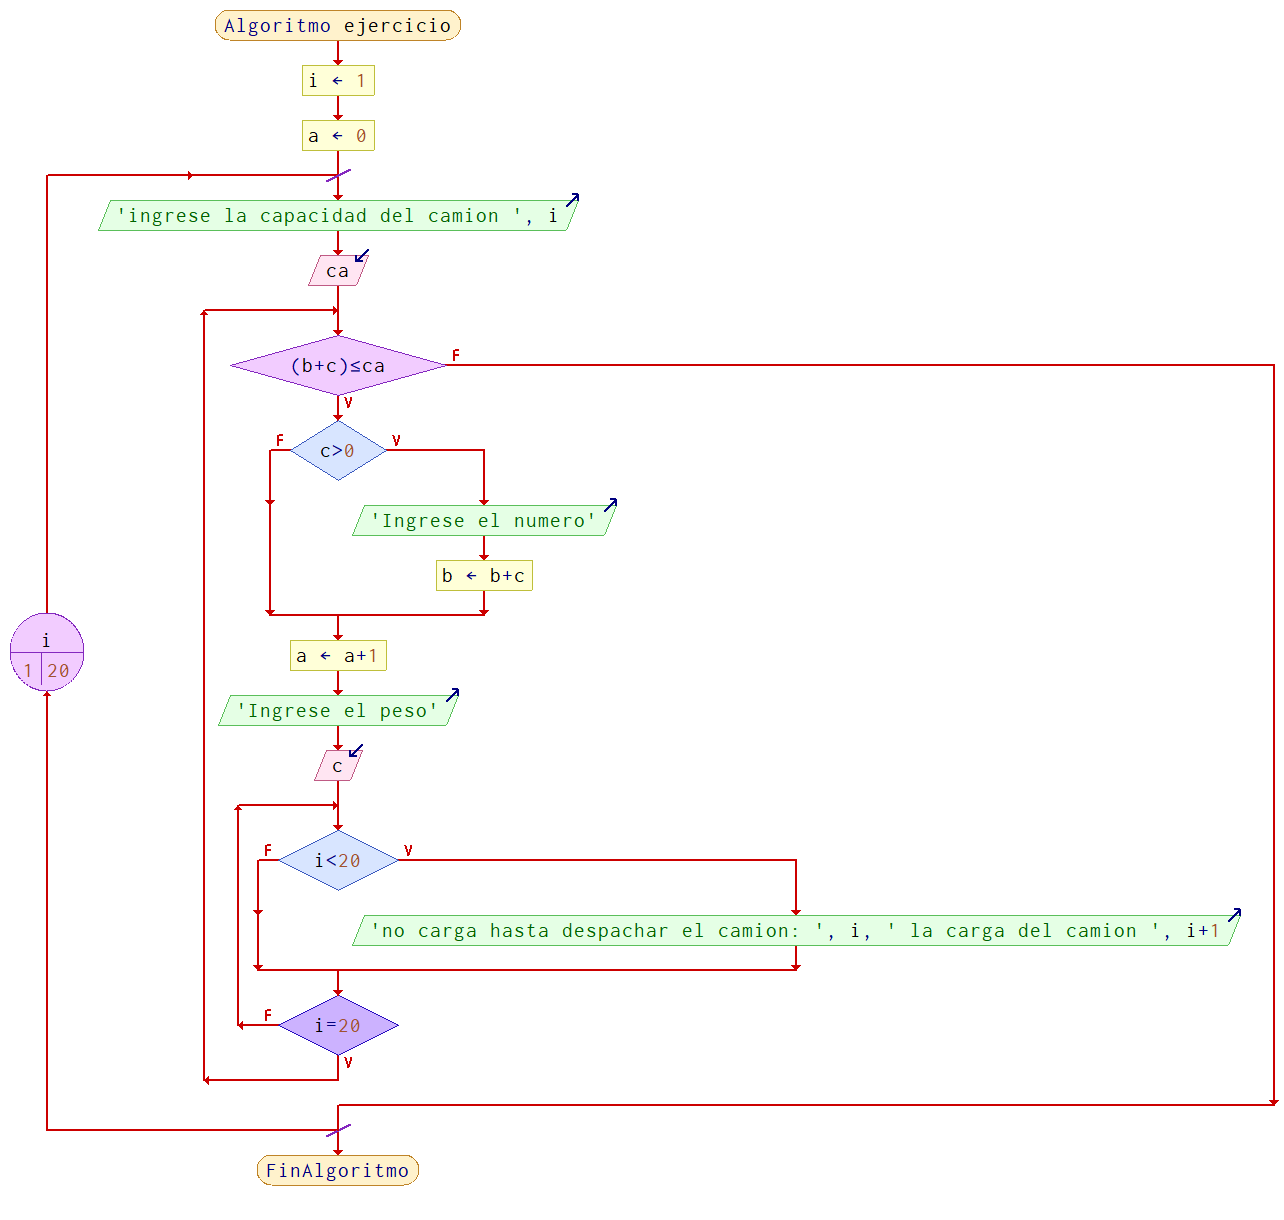 Algoritmo ejercicio
i ← 1
a ← 0
'ingrese la capacidad del camion ', i
ca
(b+c)≤ca
F
V
c>0
F
V
'Ingrese el numero'
b ← b+c
a ← a+1
i
1 20
'Ingrese el peso'
c
i<20
F
V
'no carga hasta despachar el camion: ', i, ' la carga del camion ', i+1
i=20
F
V
FinAlgoritmo